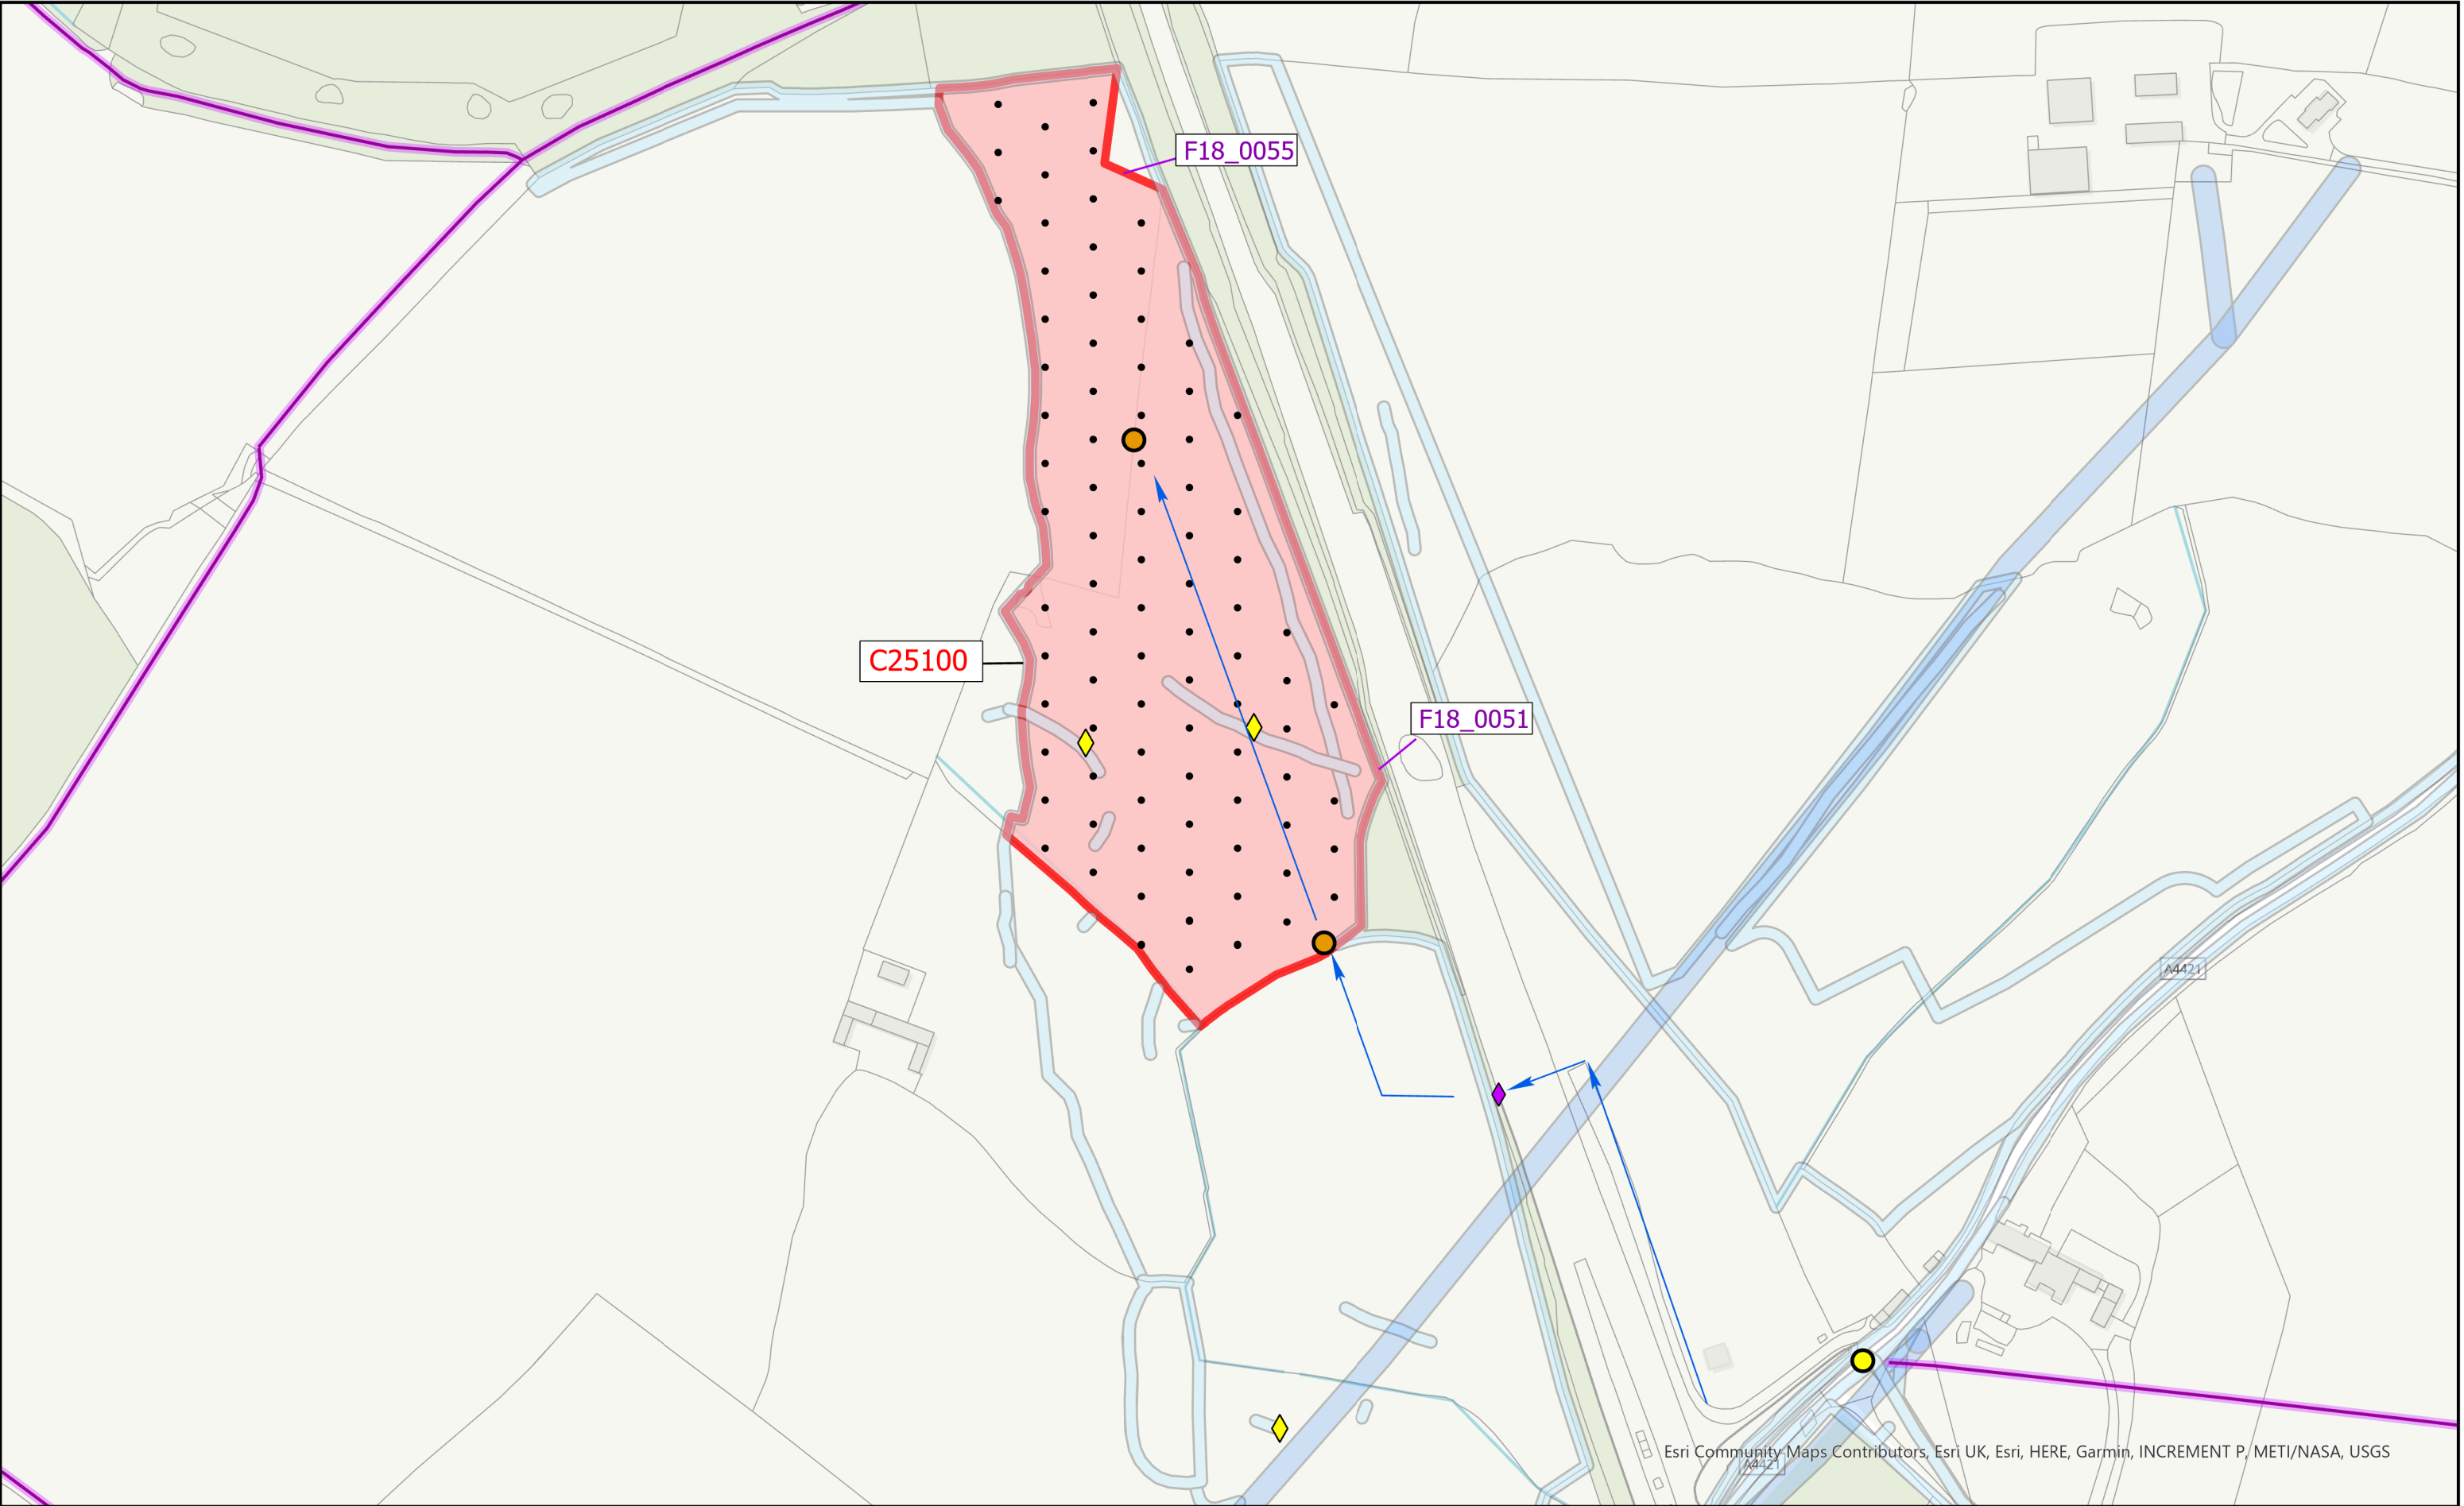 F18_0055
C25100
F18_0051
A4421
Esri Community Maps Contributors, Esri UK, Esri, HERE, Garmin, INCREMENT P, METI/NASA, USGS
A4421